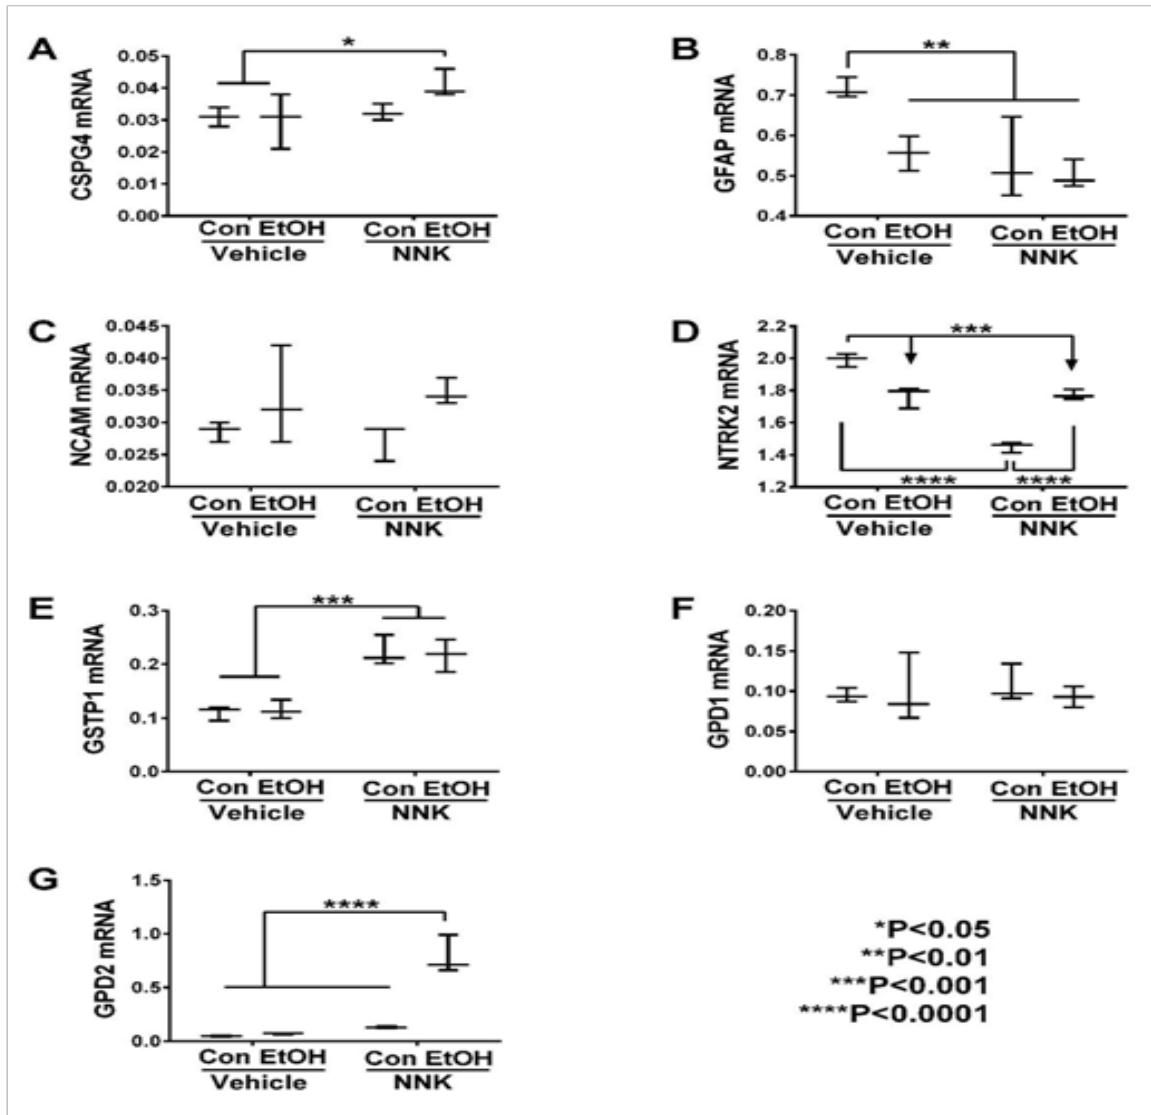 A
CSPG4 mRNA
0.05
0.04
0.03
0.02
0.01
0.00
*
Con EtOH Con EtOH
Vehicle NNK
B
GFAP mRNA
0.8
0.7
0.6
0.5
0.4
**
Con EtOH Con EtOH
Vehicle NNK
C
NCAM mRNA
0.045
0.040
0.035
0.030
0.025
0.020
Con EtOH Con EtOH
Vehicle NNK
D
NTRK2 mRNA
2.2
2.0
1.8
1.6
1.4
1.2
***
**** ****
Con EtOH Con EtOH
Vehicle NNK
E
GSTP1 mRNA
0.3
0.2
0.1
0.0
***
Con EtOH Con EtOH
Vehicle NNK
F
GPD1 mRNA
0.20
0.15
0.10
0.05
0.00
Con EtOH Con EtOH
Vehicle NNK
G
GPD2 mRNA
1.5
1.0
0.5
0.0
****
Con EtOH Con EtOH
Vehicle NNK
*P<0.05
**P<0.01
***P<0.001
****P<0.0001